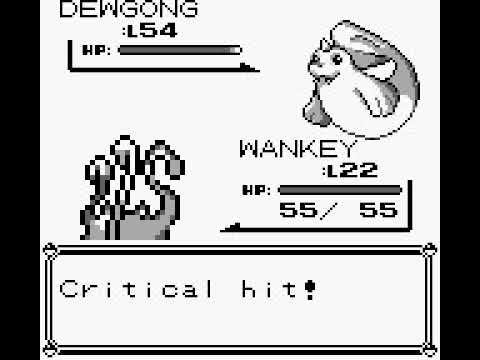 DEWGONG
:L54
HP:
WANKEY
:L22
HP:
55/ 55
Critical hit!